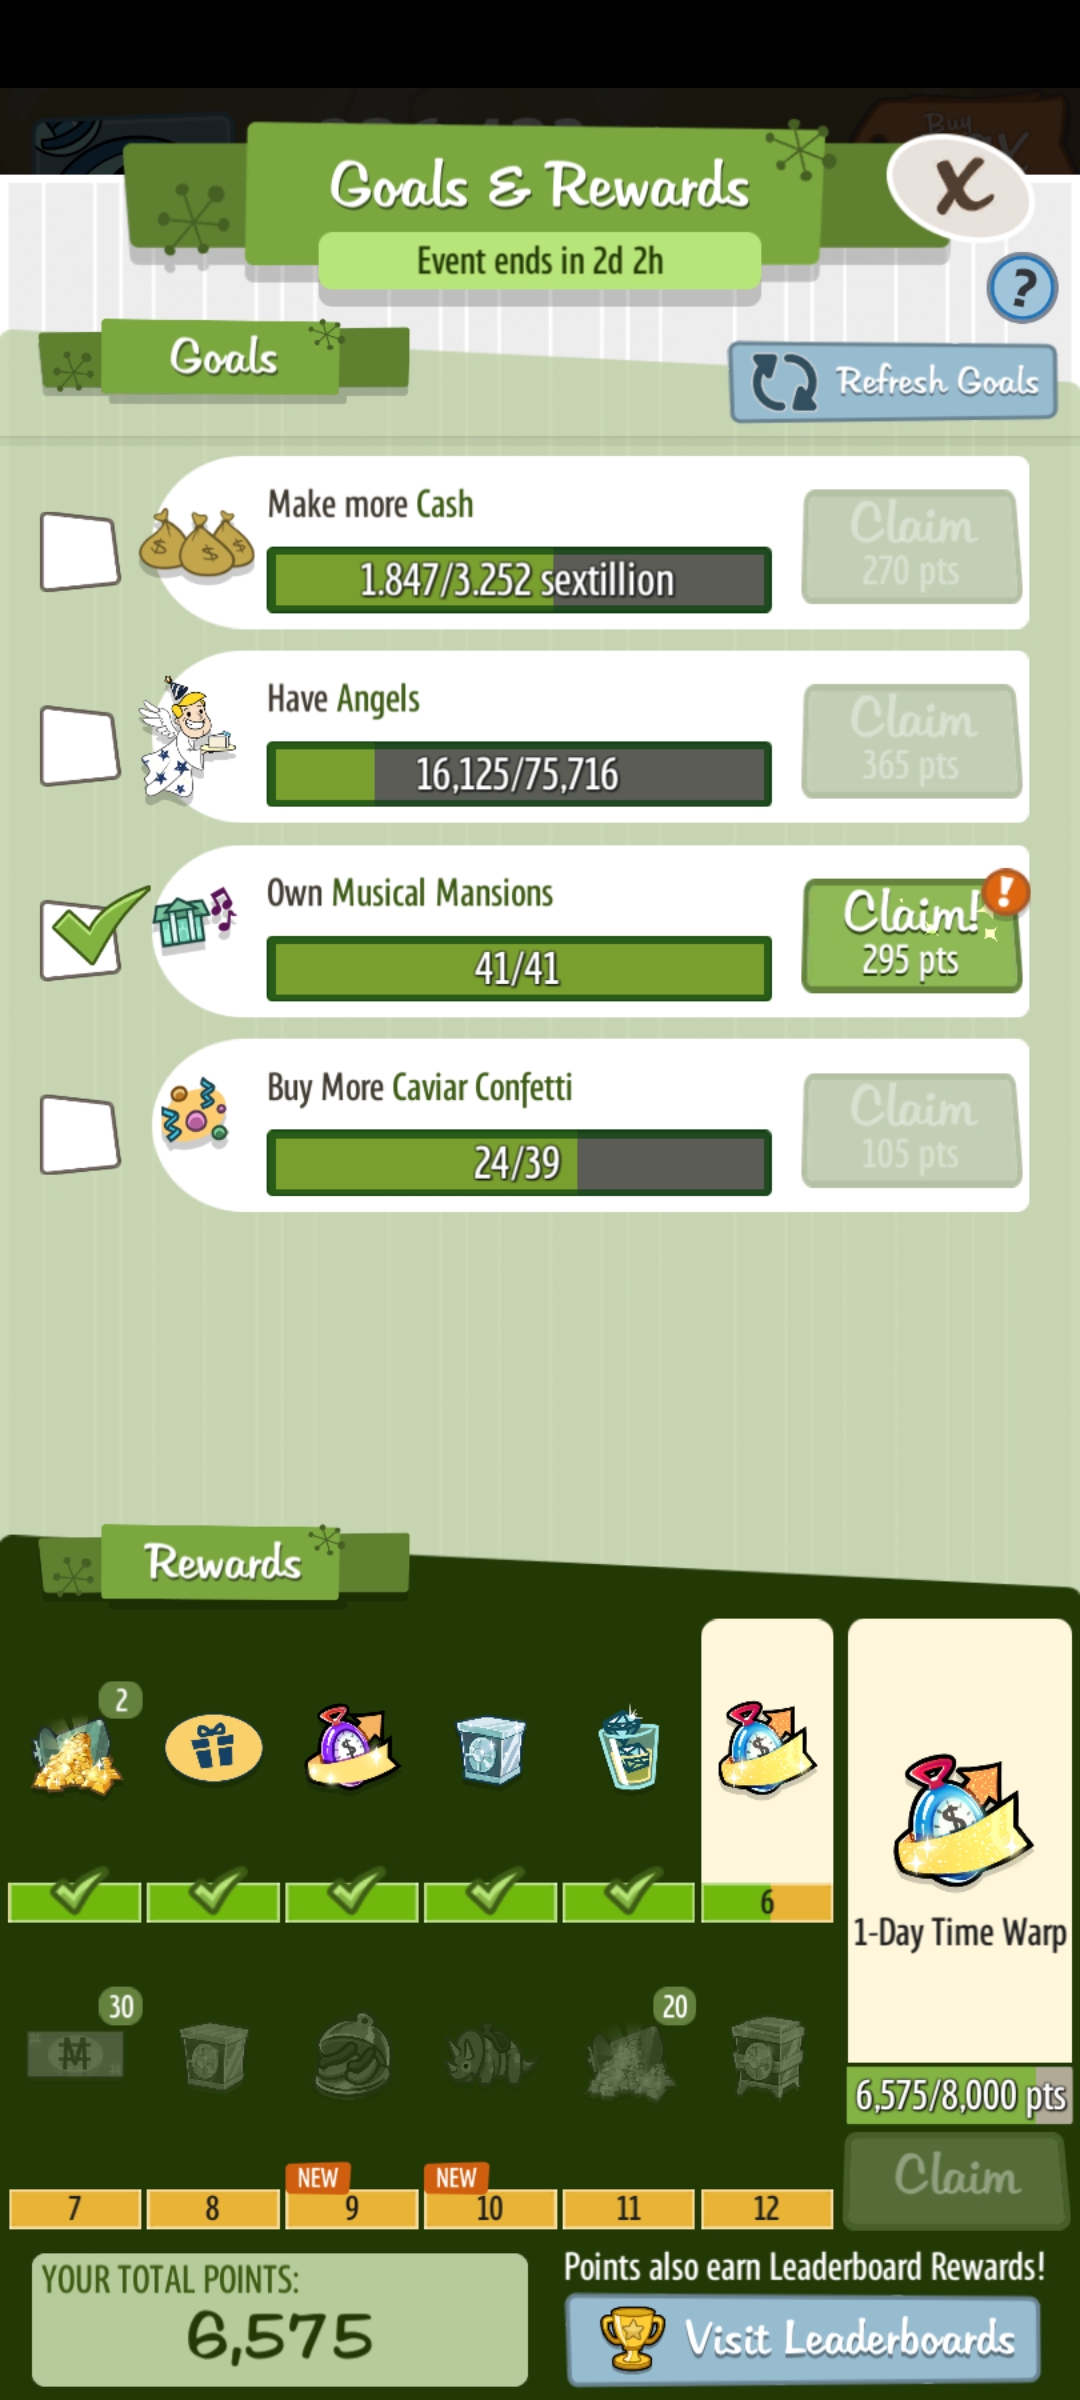 Buy
Goals & Rewards
X
Event ends in 2d 2h
?
Goals
Refresh Goals
Make more Cash
1.847/3.252 sextillion
Claim
270 pts
Have Angels
16,125/75,716
Claim
365 pts
Own Musical Mansions
41/41
Claim!
!
295 pts
Buy More Caviar Confetti
24/39
Claim
105 pts
Rewards
2
6
1-Day Time Warp
30
20
6,575/8,000 pts
NEW
NEW
7
8
9
10
11
12
Claim
YOUR TOTAL POINTS:
6,575
Points also earn Leaderboard Rewards!
Visit Leaderboards